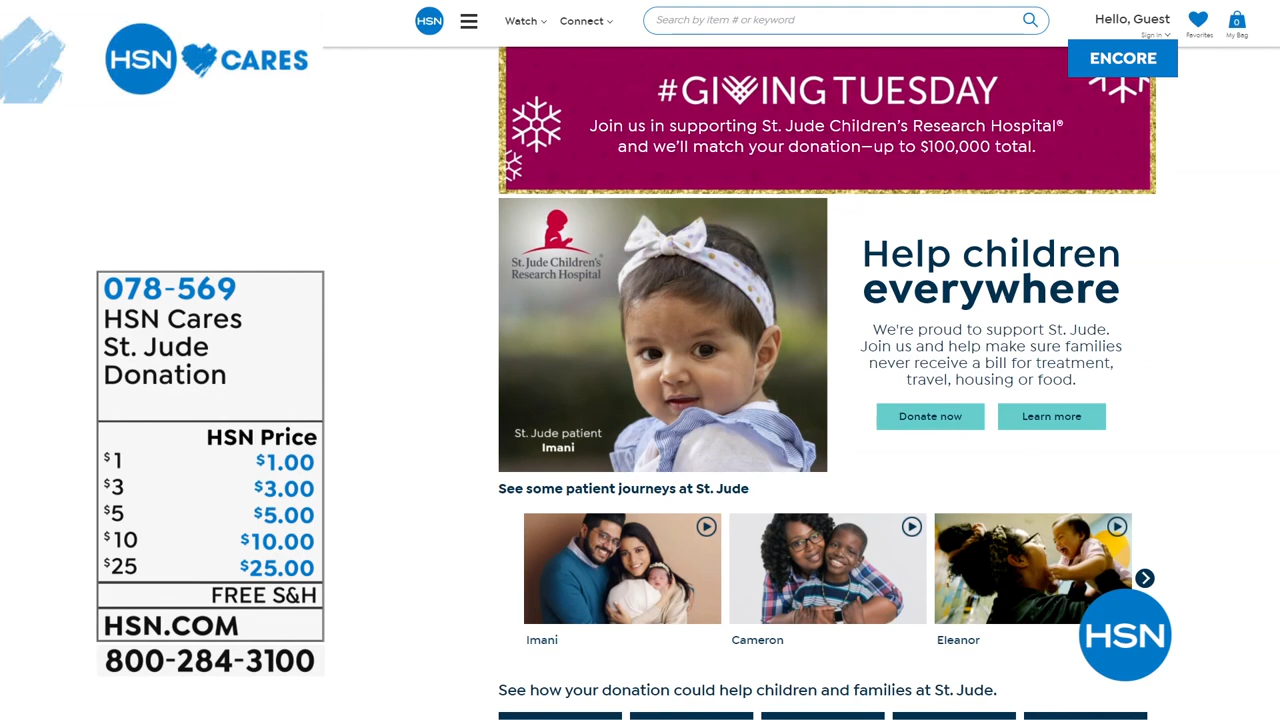 HSN CARES
078-569
HSN Cares
St. Jude
Donation
HSN Price
$1 $1.00
$3 $3.00
$5 $5.00
$10 $10.00
$25 $25.00
FREE S&H
HSN.COM
800-284-3100
HSN
Watch
Connect
Search by item # or keyword
Hello, Guest
Sign in
Favorites
0
My Bag
ENCORE
#GIVING TUESDAY
Join us in supporting St. Jude Children's Research Hospital®
and we'll match your donation—up to $100,000 total.
St. Jude Children's
Research Hospital
St. Jude patient
Imani
Help children
everywhere
We're proud to support St. Jude.
Join us and help make sure families
never receive a bill for treatment,
travel, housing or food.
Donate now
Learn more
See some patient journeys at St. Jude
Imani
Cameron
Eleanor
HSN
See how your donation could help children and families at St. Jude.